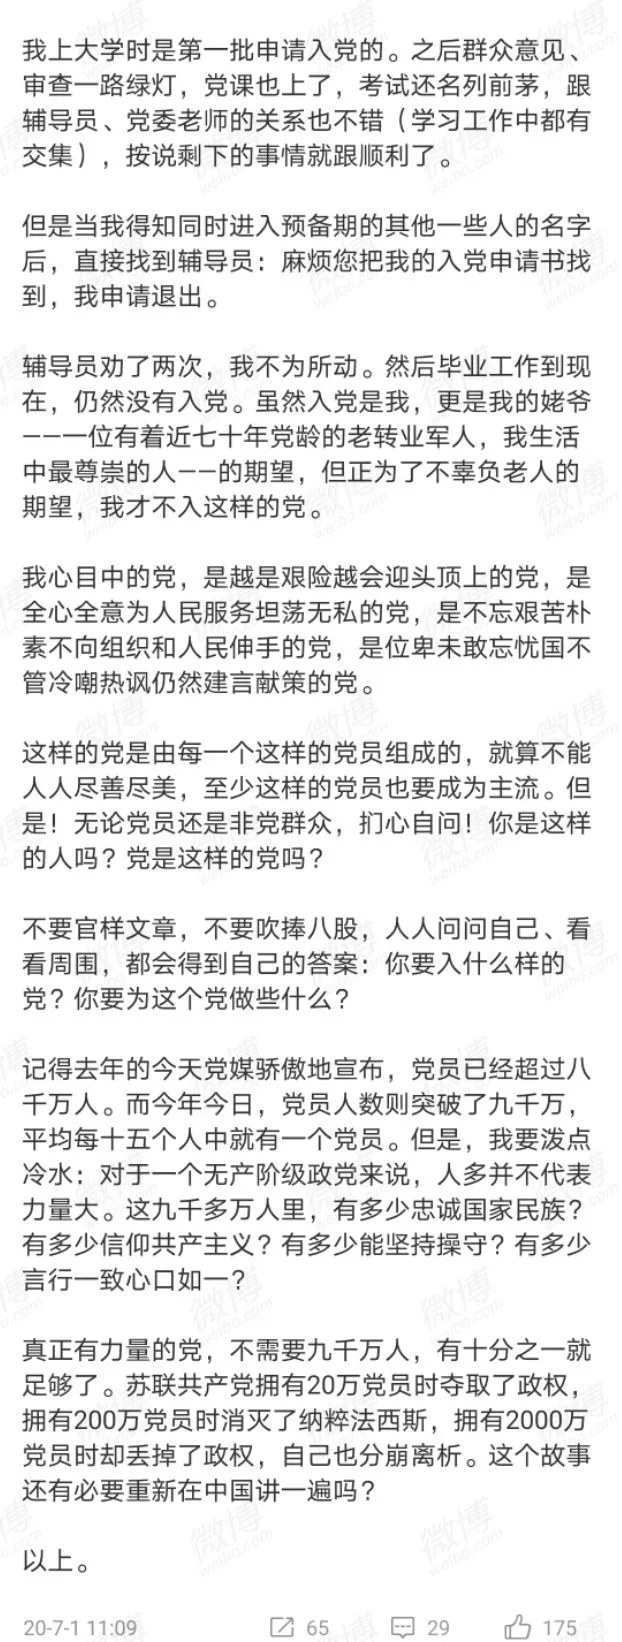 我上大学时是第一批申请入党的。之后群众意见、
审查一路绿灯，党课也上了，考试还名列前茅，跟
辅导员、党委老师的关系也不错（学习工作中都有
交集），按说剩下的事情就跟顺利了。
但是当我得知同时进入预备期的其他一些人的名字
后，直接找到辅导员：麻烦您把我的入党申请书找
到，我申请退出。
辅导员劝了两次，我不为所动。然后毕业工作到现
在，仍然没有入党。虽然入党是我，更是我的姥爷
——一位有着近七十年党龄的老转业军人，我生活
中最尊崇的人——的期望，但正为了不辜负老人的
期望，我才不入这样的党。
我心目中的党，是越是艰险越会迎头顶上的党，是
全心全意为人民服务坦荡无私的党，是不忘艰苦朴
素不向组织和人民伸手的党，是位卑未敢忘忧国不
管冷嘲热讽仍然建言献策的党。
这样的党是由每一个这样的党员组成的，就算不能
人人尽善尽美，至少这样的党员也要成为主流。但
是！无论党员还是非党群众，扪心自问！你是这样
的人吗？党是这样的党吗？
不要官样文章，不要吹捧八股，人人问问自己、看
看周围，都会得到自己的答案：你要入什么样的
党？你要为这个党做些什么？
记得去年的今天党媒骄傲地宣布，党员已经超过八
千万人。而今年今日，党员人数则突破了九千万，
平均每十五个人中就有一个党员。但是，我要泼点
冷水：对于一个无产阶级政党来说，人多并不代表
力量大。这九千多万人里，有多少忠诚国家民族？
有多少信仰共产主义？有多少能坚持操守？有多少
言行一致心口如一？
真正有力量的党，不需要九千万人，有十分之一就
足够了。苏联共产党拥有20万党员时夺取了政权，
拥有200万党员时消灭了纳粹法西斯，拥有2000万
党员时却丢掉了政权，自己也分崩离析。这个故事
还有必要重新在中国讲一遍吗？
以上。
20-7-1 11:09 65 29 175